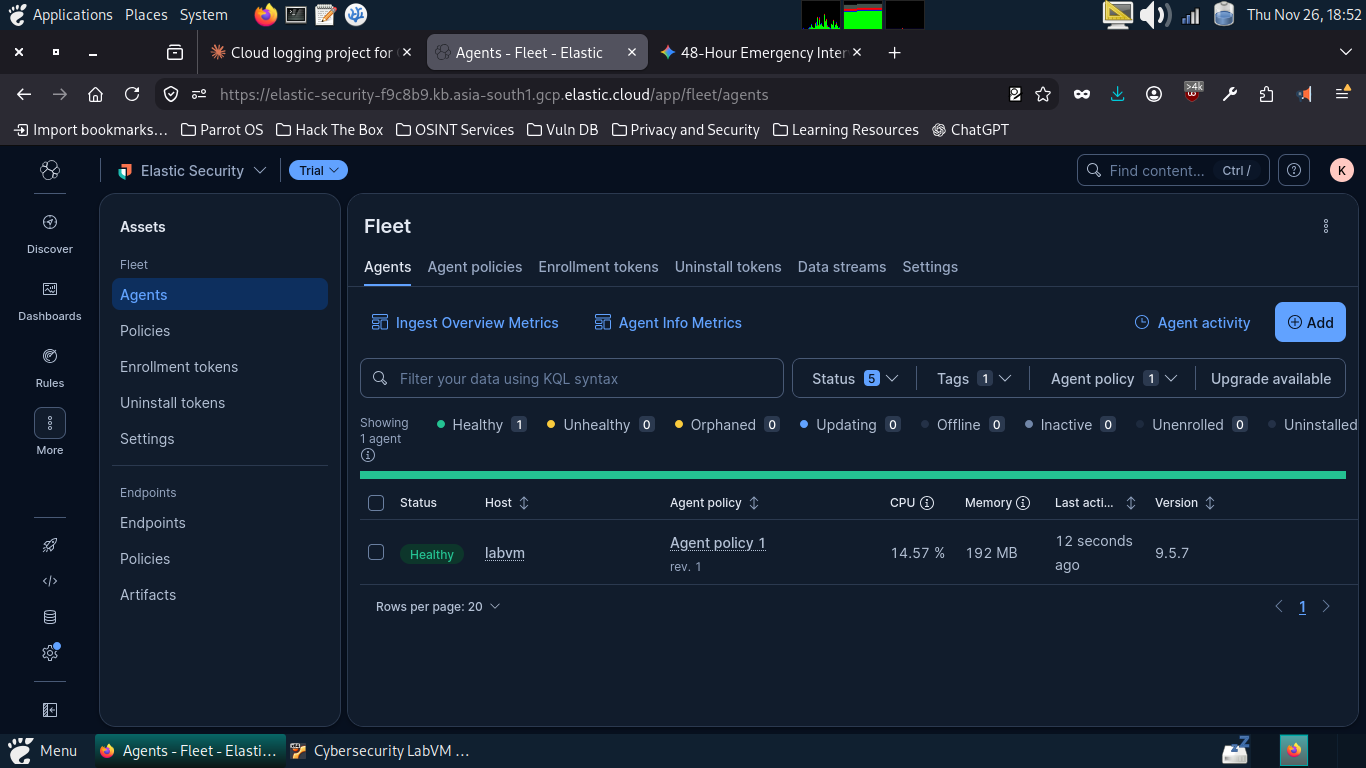 Applications Places System
Thu Nov 26, 18:52
Cloud logging project for
Agents - Fleet - Elastic
48-Hour Emergency Inter
https://elastic-security-f9c8b9.kb.asia-south1.gcp.elastic.cloud/app/fleet/agents
>4k
Import bookmarks…
Parrot OS
Hack The Box
OSINT Services
Vuln DB
Privacy and Security
Learning Resources
ChatGPT
Elastic Security
Trial
Find content...
Ctrl /
K
Discover
Dashboards
Rules
More
Assets
Fleet
Agents
Policies
Enrollment tokens
Uninstall tokens
Settings
Endpoints
Endpoints
Policies
Artifacts
Fleet
Agents Agent policies Enrollment tokens Uninstall tokens Data streams Settings
Ingest Overview Metrics Agent Info Metrics
Agent activity
Add
Filter your data using KQL syntax
Status 5 Tags 1 Agent policy 1 Upgrade available
Showing
1 agent
Healthy 1 Unhealthy 0 Orphaned 0 Updating 0 Offline 0 Inactive 0 Unenrolled 0 Uninstalled
Status Host Agent policy CPU Memory Last acti... Version
Healthy labvm Agent policy 1
rev. 1
14.57 % 192 MB 12 seconds
ago
9.5.7
Rows per page: 20
1
Menu
Agents - Fleet - Elasti…
Cybersecurity LabVM …